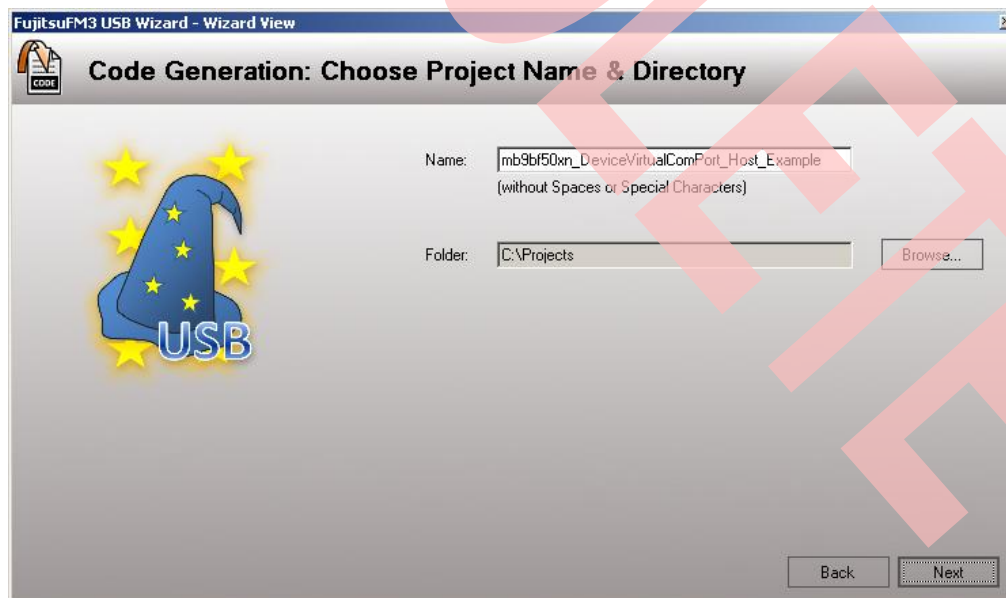 FujitsuFM3 USB Wizard - Wizard View
CODE
Code Generation: Choose Project Name & Directory
Name: mb9bf50xn_DeviceVirtualComPort_Host_Example
(without Spaces or Special Characters)
Folder: C:\Projects Browse...
USB
Back Next